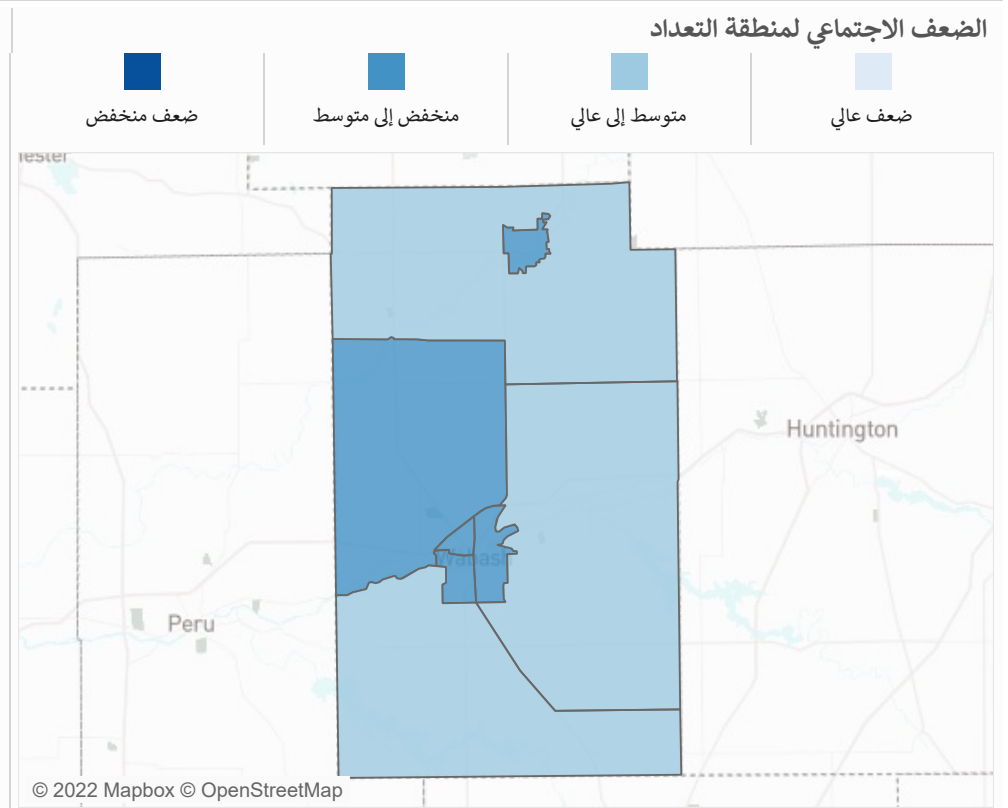 الضعف الاجتماعي لمنطقة التعداد
ضعف عالي
متوسط إلى عالي
منخفض إلى متوسط
ضعف منخفض
Huntington
Wabash
Peru
© 2022 Mapbox © OpenStreetMap